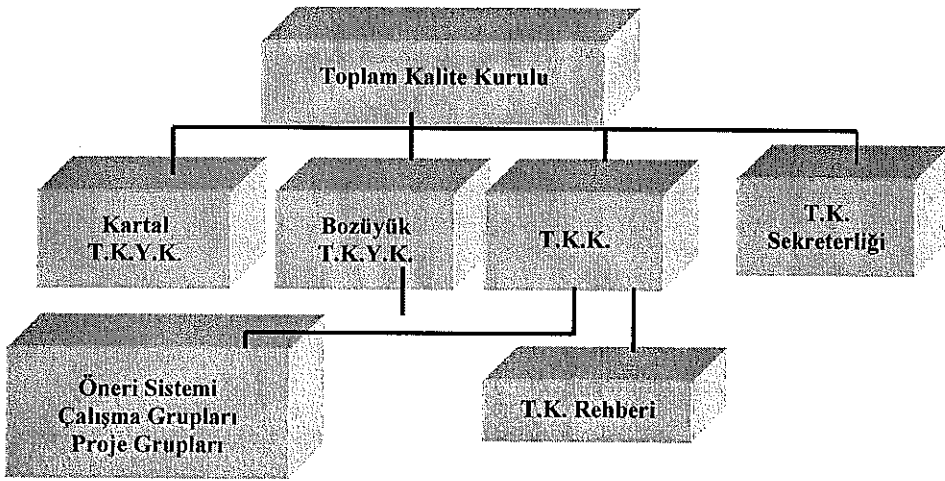 Toplam Kalite Kurulu
Kartal
T.K.Y.K.
Bozüyük
T.K.Y.K.
T.K.K.
T.K.
Sekreterliği
Öneri Sistemi
Çalışma Grupları
Proje Grupları
T.K. Rehberi